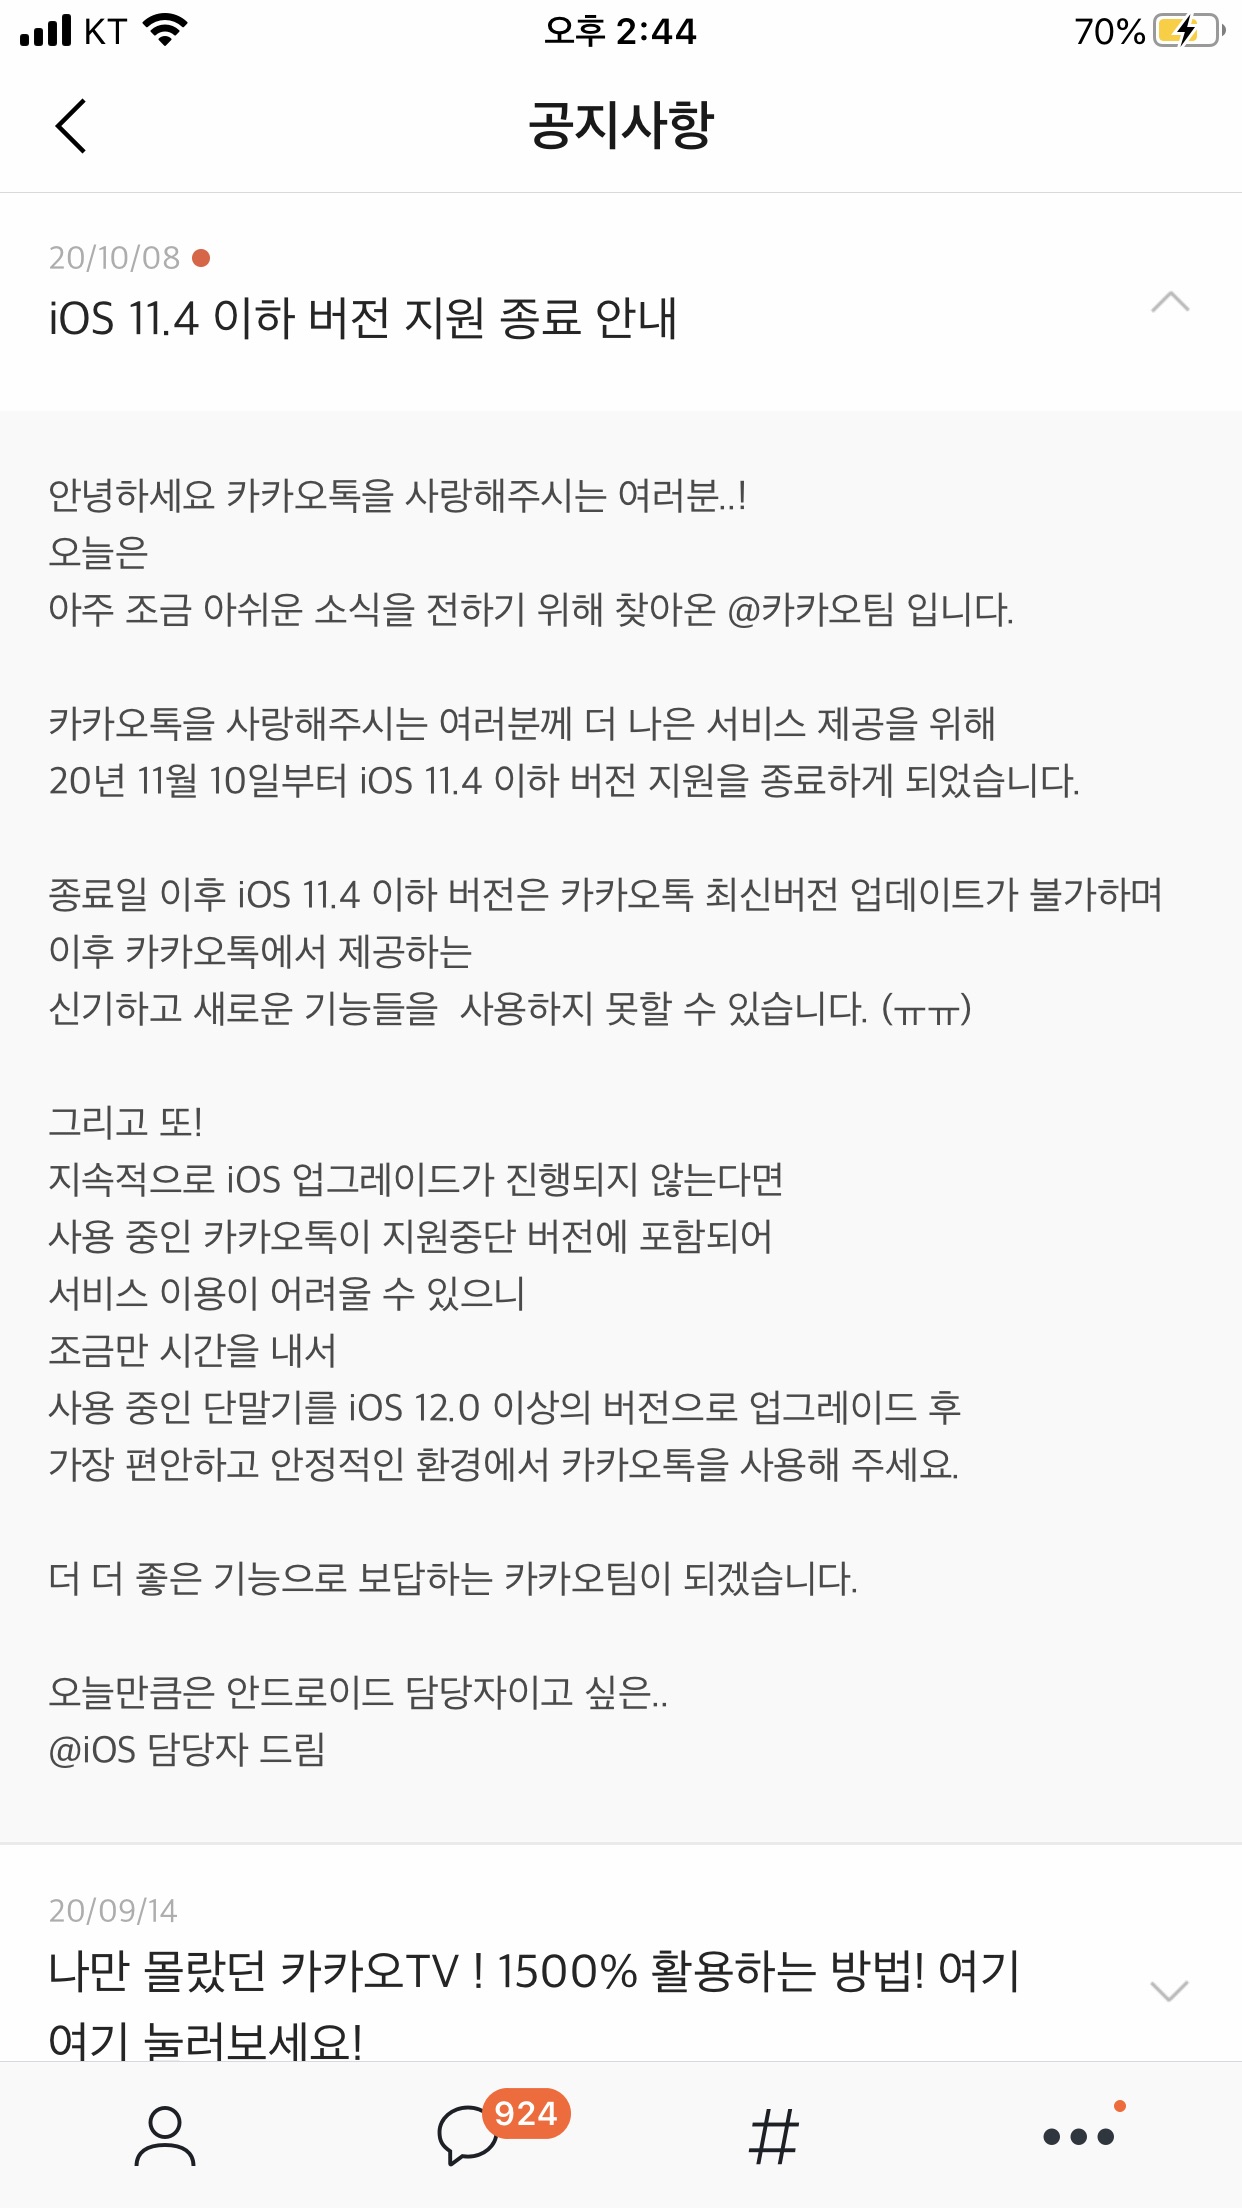 KT 오후 2:44 70%
공지사항
20/10/08
iOS 11.4 이하 버전 지원 종료 안내
안녕하세요 카카오톡을 사랑해주시는 여러분..!
오늘은
아주 조금 아쉬운 소식을 전하기 위해 찾아온 @카카오팀 입니다.
카카오톡을 사랑해주시는 여러분께 더 나은 서비스 제공을 위해
20년 11월 10일부터 iOS 11.4 이하 버전 지원을 종료하게 되었습니다.
종료일 이후 iOS 11.4 이하 버전은 카카오톡 최신버전 업데이트가 불가하며
이후 카카오톡에서 제공하는
신기하고 새로운 기능들을  사용하지 못할 수 있습니다. (ㅠㅠ)
그리고 또!
지속적으로 iOS 업그레이드가 진행되지 않는다면
사용 중인 카카오톡이 지원중단 버전에 포함되어
서비스 이용이 어려울 수 있으니
조금만 시간을 내서
사용 중인 단말기를 iOS 12.0 이상의 버전으로 업그레이드 후
가장 편안하고 안정적인 환경에서 카카오톡을 사용해 주세요.
더 더 좋은 기능으로 보답하는 카카오팀이 되겠습니다.
오늘만큼은 안드로이드 담당자이고 싶은..
@iOS 담당자 드림
20/09/14
나만 몰랐던 카카오TV ! 1500% 활용하는 방법! 여기
여기 눌러보세요!
924